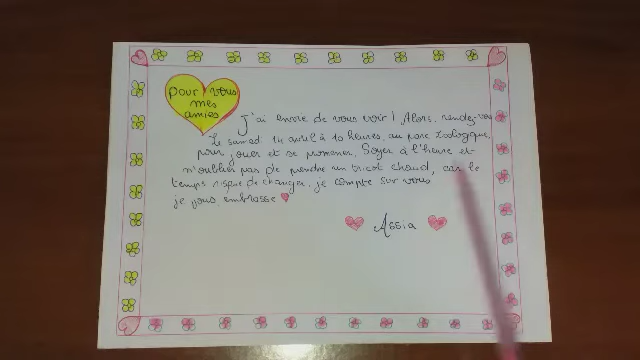 pour vous
mes
amies
J'ai envie de vous voir ! Alors, rendez-vous
Le samedi 14 avril à 10 heures, au parc zoologique
pour jouer et se promener. Soyez à l'heure et
n'oublier pas de prendre un tricot chaud, car le
temps risque de changer. je compte sur vous
je vous embrasse
Assia